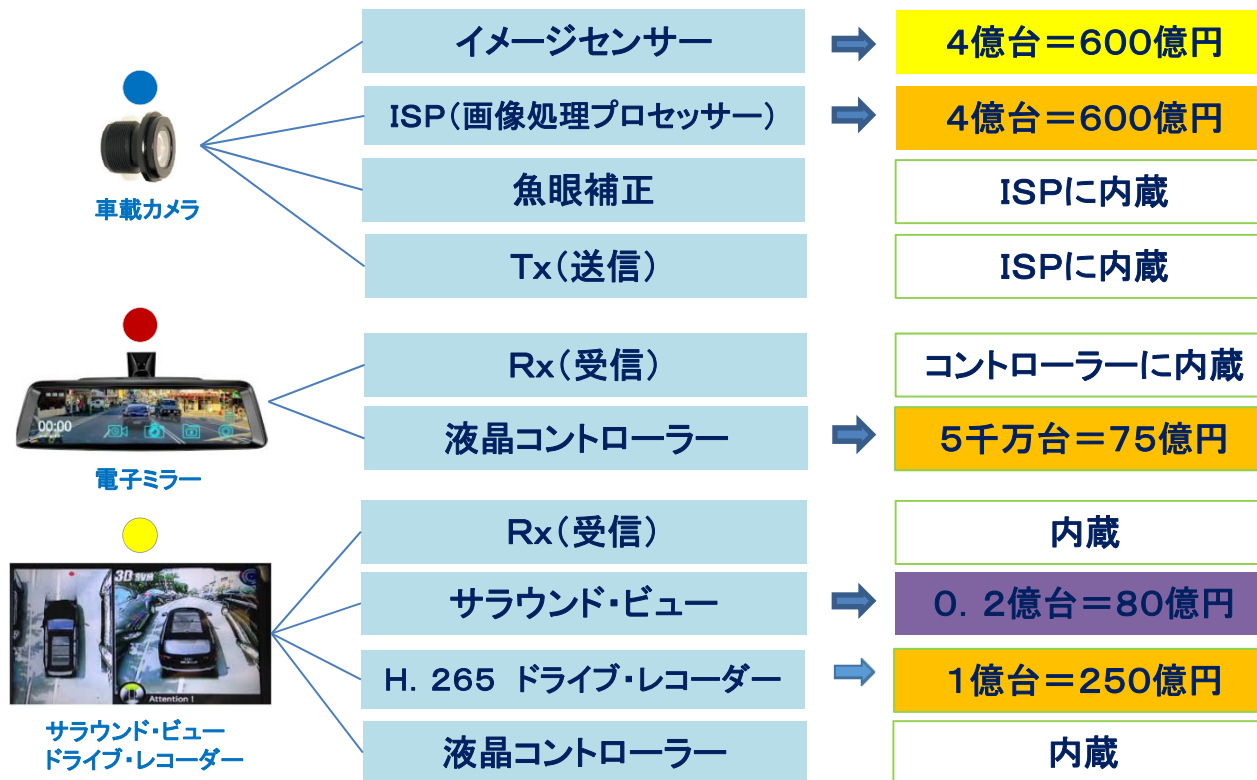 イメージセンサー
4億台＝600億円
ISP（画像処理プロセッサー）
4億台＝600億円
魚眼補正
ISPに内蔵
Tx（送信）
ISPに内蔵
車載カメラ
Rx（受信）
コントローラーに内蔵
00:00
液晶コントローラー
5千万台＝75億円
電子ミラー
Rx（受信）
内蔵
3D
サラウンド・ビュー
0．2億台＝80億円
H．265 ドライブ・レコーダー
1億台＝250億円
Attention !
サラウンド・ビュー
ドライブ・レコーダー
液晶コントローラー
内蔵